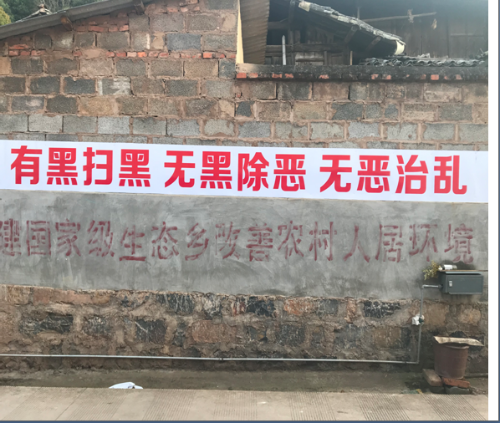 有黑扫黑 无黑除恶 无恶治乱
建国家级生态乡改善农村人居环境